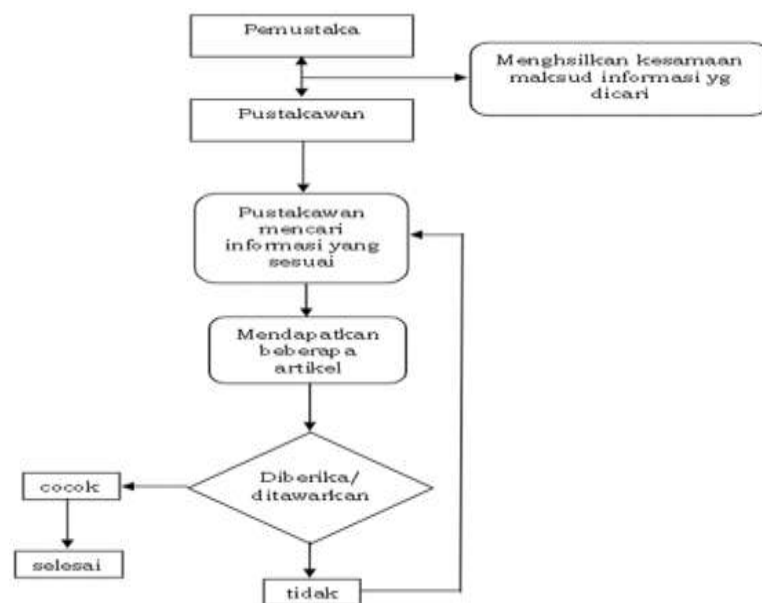 Pemustaka
Menghsilkan kesamaan
maksud informasi yg
dicari
Pustakawan
Pustakawan
mencari
informasi yang
sesuai
Mendapatkan
beberapa
artikel
Diberika/
ditawarkan
cocok
selesai
tidak